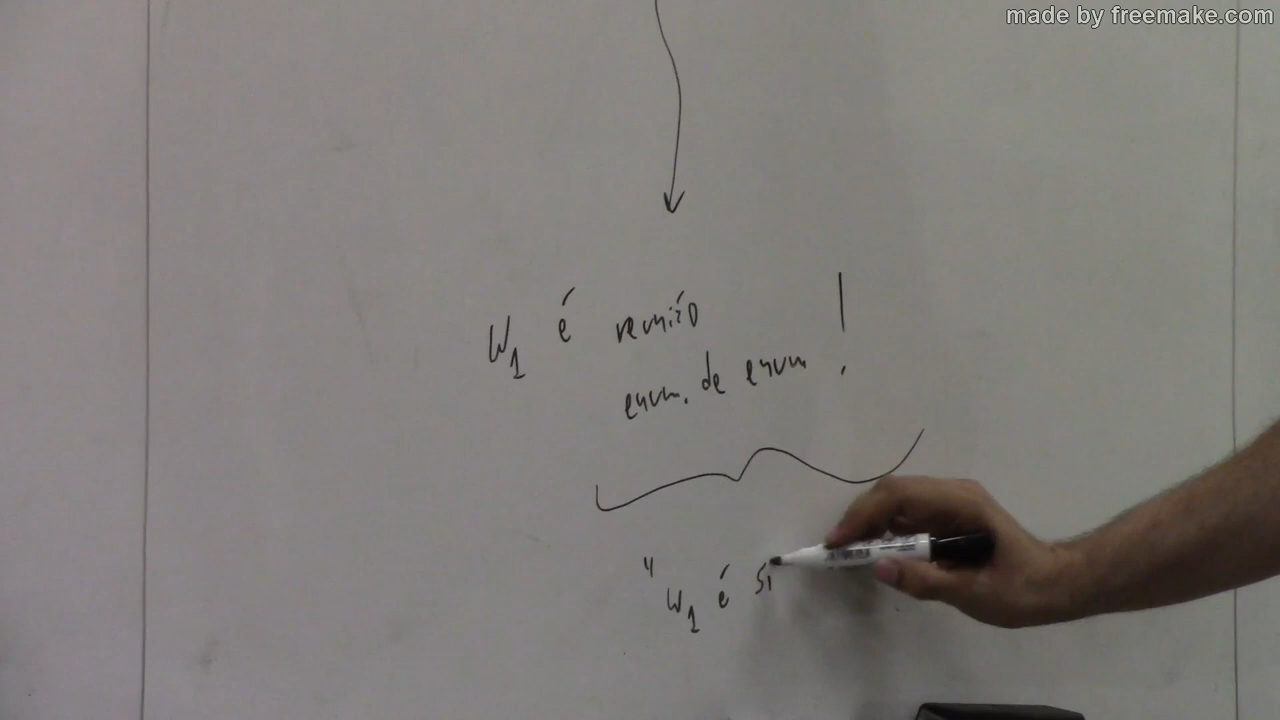 made by freemake.com
W₁ é reunião
enum. de enum !
"W₁ é Si